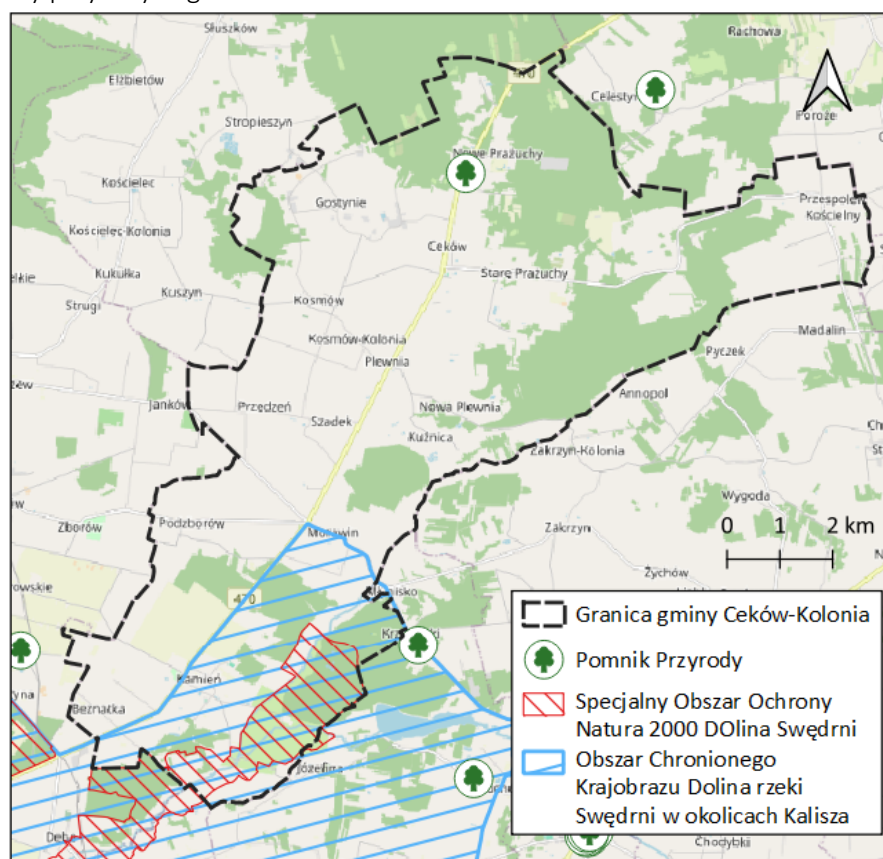 Słuszków
Rachowa
470
Elżbietów
Celestyn
Stropieszyn
Poroże
Nowe Prażuchy
Kościelec
Gostynie
Przespolew
Kościelny
Kościelec-Kolonia
Ceków
Kukułka
Stare Prażuchy
Kuszyn
Strugi
Kosmów
Kosmów-Kolonia
Madalin
Plewnia
Pyczek
Janków
Przędzeń
Nowa Plewnia
Annopol
Szadek
Kuźnica
Zakrzyn-Kolonia
Wygoda
0 1 2 km
Zborów
Podzborów
Morawin
Zakrzyn
Żychów
470
Kamień
Beznatka
Józefina
Chodybki
Granica gminy Ceków-Kolonia
Pomnik Przyrody
Specjalny Obszar Ochrony
Natura 2000 DOlina Swędrni
Obszar Chronionego
Krajobrazu Dolina rzeki
Swędrni w okolicach Kalisza